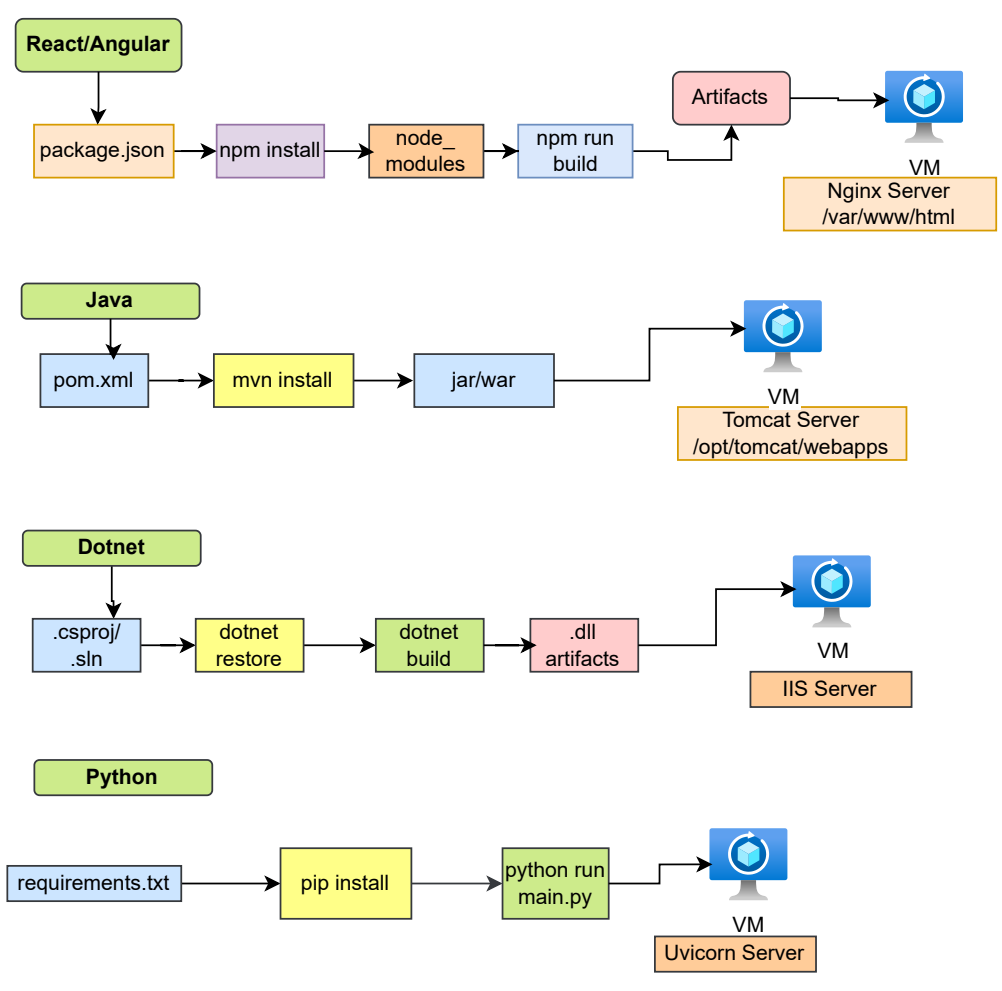 React/Angular
package.json
npm install
node_
modules
npm run
build
Artifacts
VM
Nginx Server
/var/www/html
Java
pom.xml
mvn install
jar/war
VM
Tomcat Server
/opt/tomcat/webapps
Dotnet
.csproj/
.sln
dotnet
restore
dotnet
build
.dll
artifacts
VM
IIS Server
Python
requirements.txt
pip install
python run
main.py
VM
Uvicorn Server